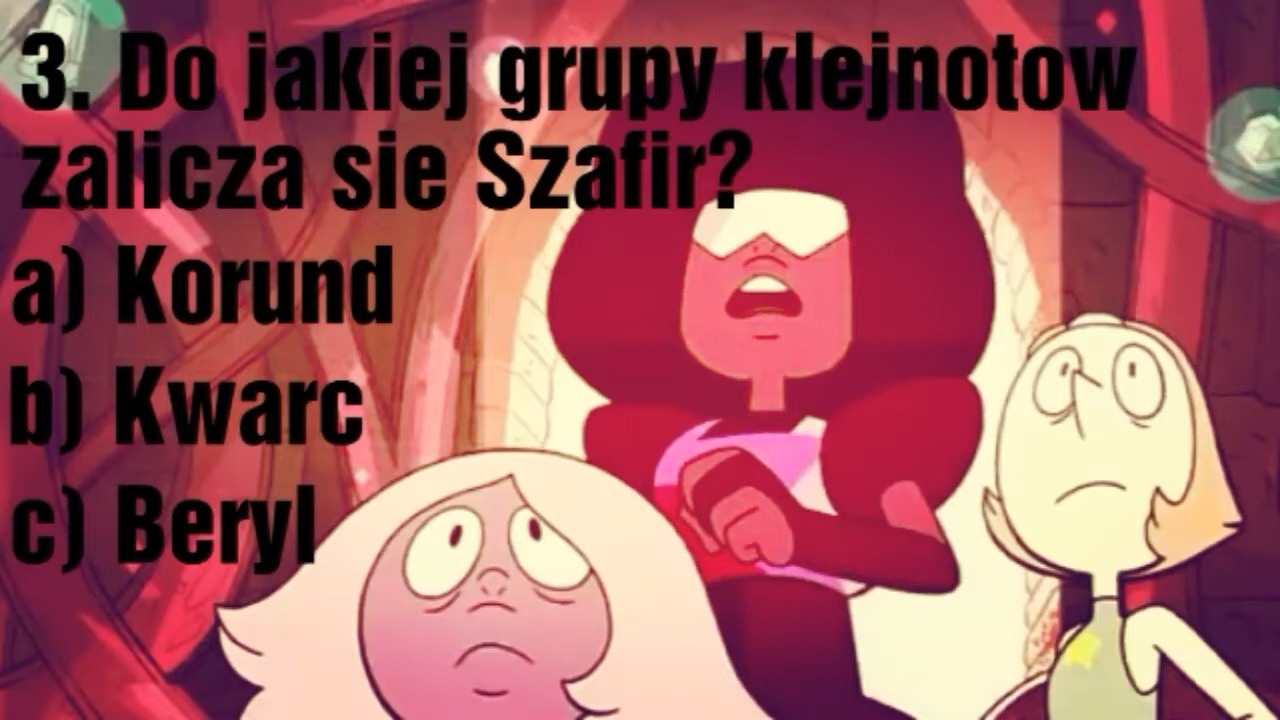 3. Do jakiej grupy klejnotow
zalicza sie Szafir?
a) Korund
b) Kwarc
c) Beryl